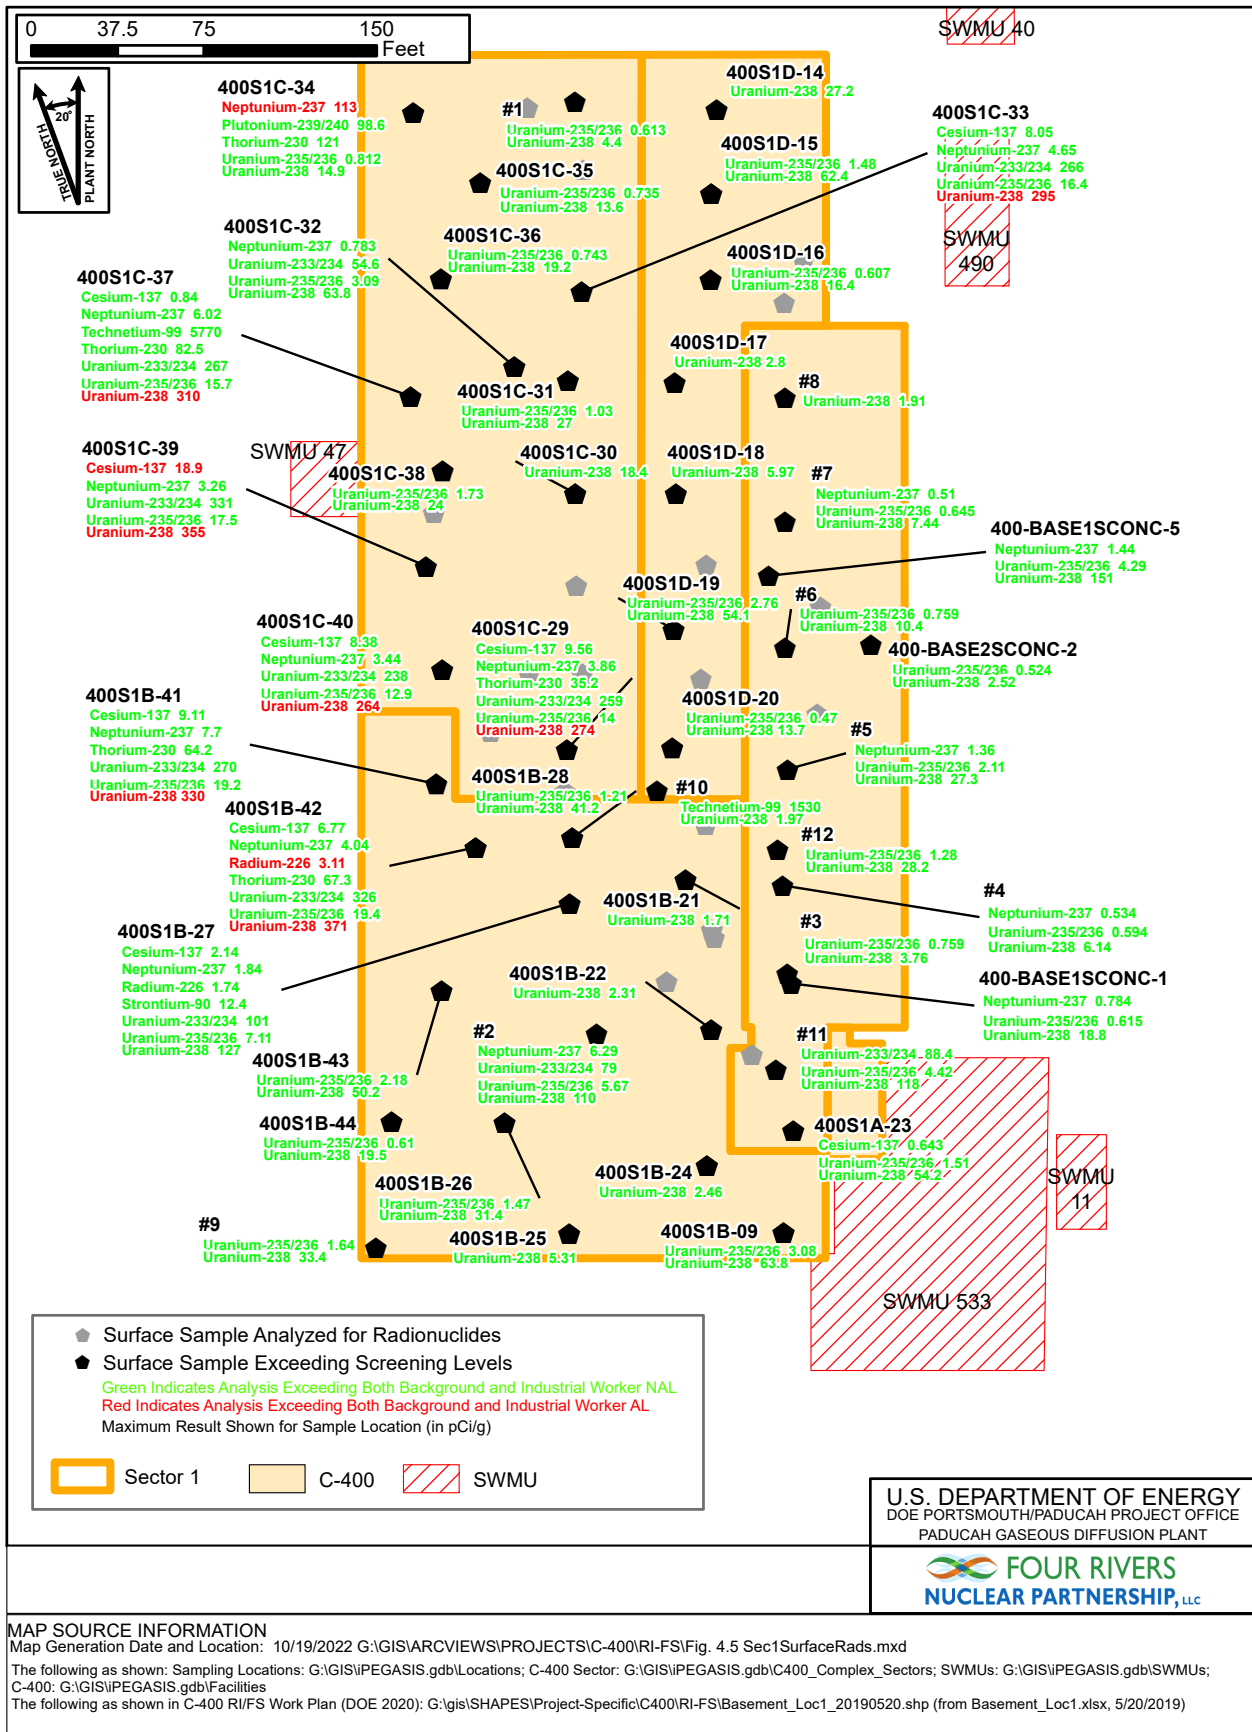 0 37.5 75 150
Feet
TRUE NORTH
20°
PLANT NORTH
SWMU 40
400S1C-34
Neptunium-237 113
Plutonium-239/240 98.6
Thorium-230 121
Uranium-235/236 0.812
Uranium-238 14.9
#1
Uranium-235/236 0.613
Uranium-238 4.4
400S1D-14
Uranium-238 27.2
400S1C-33
Cesium-137 8.05
Neptunium-237 4.65
Uranium-233/234 266
Uranium-235/236 16.4
Uranium-238 295
400S1D-15
Uranium-235/236 1.48
Uranium-238 62.4
400S1C-35
Uranium-235/236 0.735
Uranium-238 13.6
400S1C-32
Neptunium-237 0.783
Uranium-233/234 54.6
Uranium-235/236 3.09
Uranium-238 63.8
400S1C-36
Uranium-235/236 0.743
Uranium-238 19.2
400S1D-16
Uranium-235/236 0.607
Uranium-238 16.4
SWMU
490
400S1C-37
Cesium-137 0.84
Neptunium-237 6.02
Technetium-99 5770
Thorium-230 82.5
Uranium-233/234 267
Uranium-235/236 15.7
Uranium-238 310
400S1D-17
Uranium-238 2.8
400S1C-31
Uranium-235/236 1.03
Uranium-238 27
#8
Uranium-238 1.91
400S1C-39
Cesium-137 18.9
Neptunium-237 3.26
Uranium-233/234 331
Uranium-235/236 17.5
Uranium-238 355
SWMU 47
400S1C-38
Uranium-235/236 1.73
Uranium-238 24
400S1C-30
Uranium-238 18.4
400S1D-18
Uranium-238 5.97
#7
Neptunium-237 0.51
Uranium-235/236 0.645
Uranium-238 7.44
400-BASE1SCONC-5
Neptunium-237 1.44
Uranium-235/236 4.29
Uranium-238 151
400S1D-19
Uranium-235/236 2.76
Uranium-238 54.1
#6
Uranium-235/236 0.759
Uranium-238 10.4
400-BASE2SCONC-2
Uranium-235/236 0.524
Uranium-238 2.52
400S1C-40
Cesium-137 8.38
Neptunium-237 3.44
Uranium-233/234 238
Uranium-235/236 12.9
Uranium-238 264
400S1C-29
Cesium-137 9.56
Neptunium-237 3.86
Thorium-230 35.2
Uranium-233/234 259
Uranium-235/236 14
Uranium-238 274
400S1B-41
Cesium-137 9.11
Neptunium-237 7.7
Thorium-230 64.2
Uranium-233/234 270
Uranium-235/236 19.2
Uranium-238 330
400S1D-20
Uranium-235/236 0.47
Uranium-238 13.7
#5
Neptunium-237 1.36
Uranium-235/236 2.11
Uranium-238 27.3
400S1B-28
Uranium-235/236 1.21
Uranium-238 41.2
#10
Technetium-99 1530
Uranium-238 1.97
400S1B-42
Cesium-137 6.77
Neptunium-237 4.04
Radium-226 3.11
Thorium-230 67.3
Uranium-233/234 326
Uranium-235/236 19.4
Uranium-238 371
#12
Uranium-235/236 1.28
Uranium-238 28.2
400S1B-21
Uranium-238 1.71
#4
Neptunium-237 0.534
Uranium-235/236 0.594
Uranium-238 6.14
#3
Uranium-235/236 0.759
Uranium-238 3.76
400S1B-27
Cesium-137 2.14
Neptunium-237 1.84
Radium-226 1.74
Strontium-90 12.4
Uranium-233/234 101
Uranium-235/236 7.11
Uranium-238 127
400S1B-22
Uranium-238 2.31
400-BASE1SCONC-1
Neptunium-237 0.784
Uranium-235/236 0.615
Uranium-238 18.8
#2
Neptunium-237 6.29
Uranium-233/234 79
Uranium-235/236 5.67
Uranium-238 110
#11
Uranium-233/234 88.4
Uranium-235/236 4.42
Uranium-238 118
400S1B-43
Uranium-235/236 2.18
Uranium-238 50.2
400S1B-44
Uranium-235/236 0.61
Uranium-238 19.5
400S1A-23
Cesium-137 0.643
Uranium-235/236 1.51
Uranium-238 54.2
400S1B-24
Uranium-238 2.46
SWMU
11
400S1B-26
Uranium-235/236 1.47
Uranium-238 31.4
#9
Uranium-235/236 1.64
Uranium-238 33.4
400S1B-25
Uranium-238 5.31
400S1B-09
Uranium-235/236 3.08
Uranium-238 63.8
SWMU 533
Surface Sample Analyzed for Radionuclides
Surface Sample Exceeding Screening Levels
Green Indicates Analysis Exceeding Both Background and Industrial Worker NAL
Red Indicates Analysis Exceeding Both Background and Industrial Worker AL
Maximum Result Shown for Sample Location (in pCi/g)
Sector 1 C-400 SWMU
U.S. DEPARTMENT OF ENERGY
DOE PORTSMOUTH/PADUCAH PROJECT OFFICE
PADUCAH GASEOUS DIFFUSION PLANT
FOUR RIVERS
NUCLEAR PARTNERSHIP, LLC
MAP SOURCE INFORMATION
Map Generation Date and Location: 10/19/2022 G:\GIS\ARCVIEWS\PROJECTS\C-400\RI-FS\Fig. 4.5 Sec1SurfaceRads.mxd
The following as shown: Sampling Locations: G:\GIS\iPEGASIS.gdb\Locations; C-400 Sector: G:\GIS\iPEGASIS.gdb\C400_Complex_Sectors; SWMUs: G:\GIS\iPEGASIS.gdb\SWMUs;
C-400: G:\GIS\iPEGASIS.gdb\Facilities
The following as shown in C-400 RI/FS Work Plan (DOE 2020): G:\gis\SHAPES\Project-Specific\C400\RI-FS\Basement_Loc1_20190520.shp (from Basement_Loc1.xlsx, 5/20/2019)